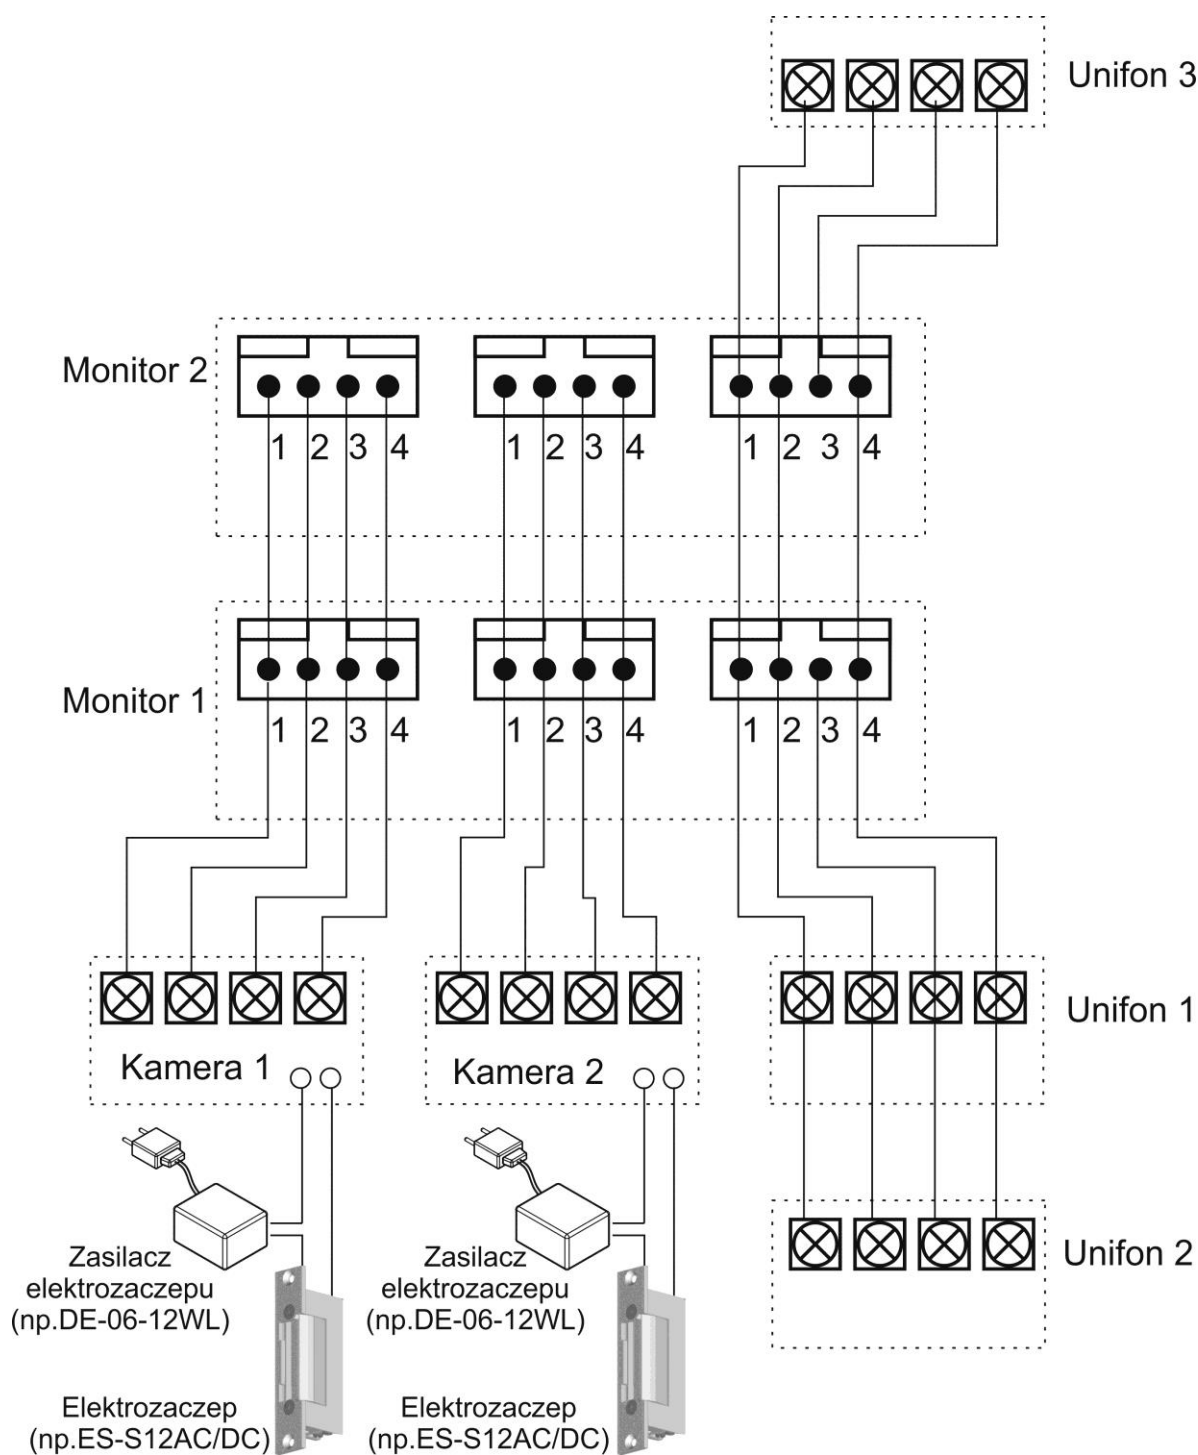 Unifon 3
Monitor 2
1 2 3 4 1 2 3 4 1 2 3 4
Monitor 1
1 2 3 4 1 2 3 4 1 2 3 4
Unifon 1
Kamera 1
Kamera 2
Unifon 2
Zasilacz
elektrozaczepu
(np.DE-06-12WL)
Zasilacz
elektrozaczepu
(np.DE-06-12WL)
Elektrozaczep
(np.ES-S12AC/DC)
Elektrozaczep
(np.ES-S12AC/DC)